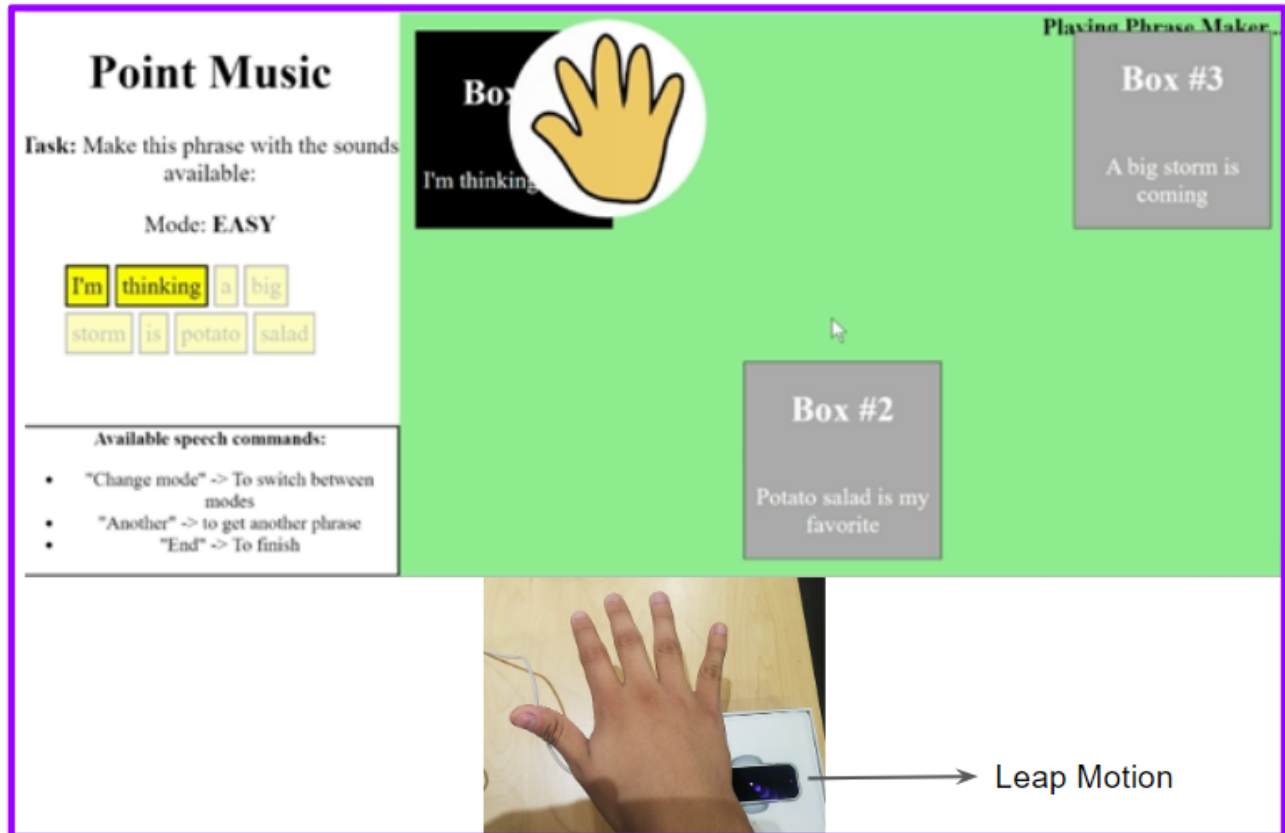 Point Music
Task: Make this phrase with the sounds
available:
Mode: EASY
I'm thinking a big
storm is potato salad
Available speech commands:
"Change mode" -> To switch between
modes
"Another" -> to get another phrase
"End" -> To finish
I'm thinking
Playing Phrase Maker...
Box #3
A big storm is
coming
Box #2
Potato salad is my
favorite
Leap Motion